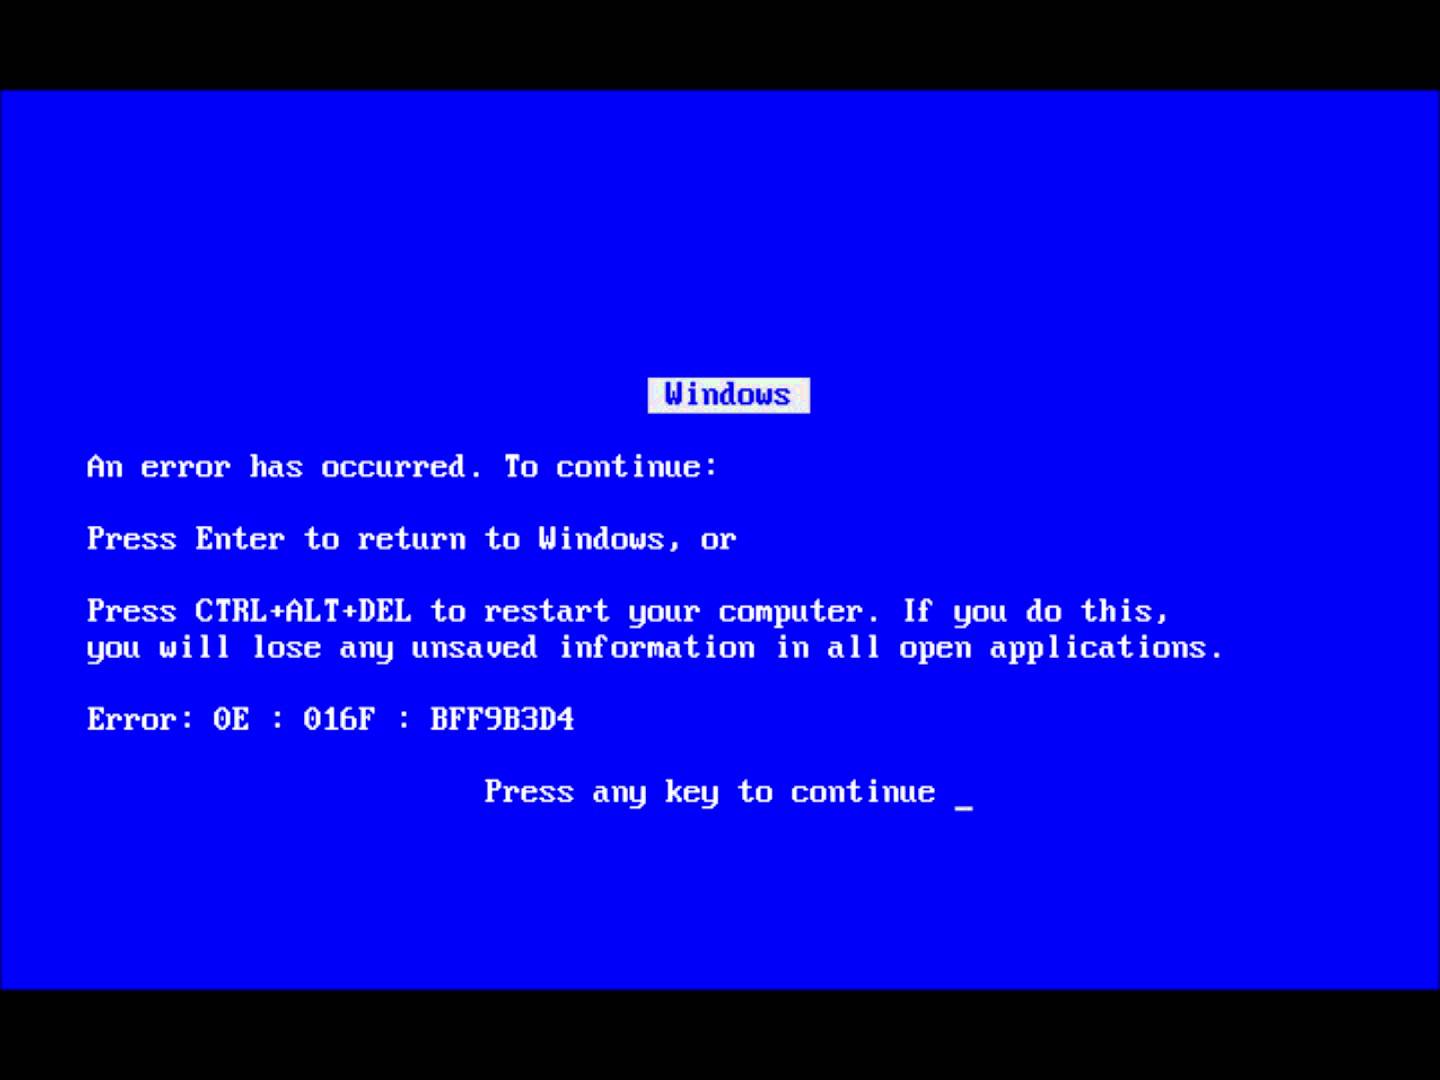 Windows
An error has occurred. To continue:
Press Enter to return to Windows, or
Press CTRL+ALT+DEL to restart your computer. If you do this,
you will lose any unsaved information in all open applications.
Error: 0E : 016F : BFF9B3D4
Press any key to continue _